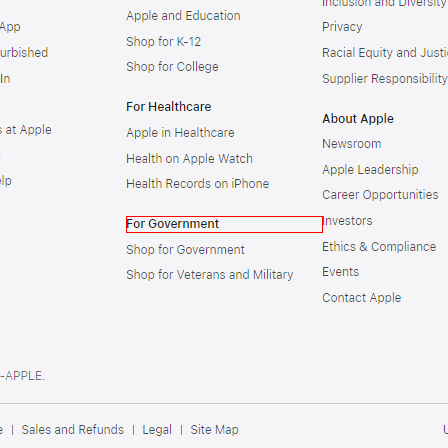 App
urbished
In
s at Apple
lp
Apple and Education
Shop for K-12
Shop for College
For Healthcare
Apple in Healthcare
Health on Apple Watch
Health Records on iPhone
For Government
Shop for Government
Shop for Veterans and Military
Inclusion and Diversity
Privacy
Racial Equity and Justi
Supplier Responsibility
About Apple
Newsroom
Apple Leadership
Career Opportunities
Investors
Ethics & Compliance
Events
Contact Apple
-APPLE.
e | Sales and Refunds | Legal | Site Map